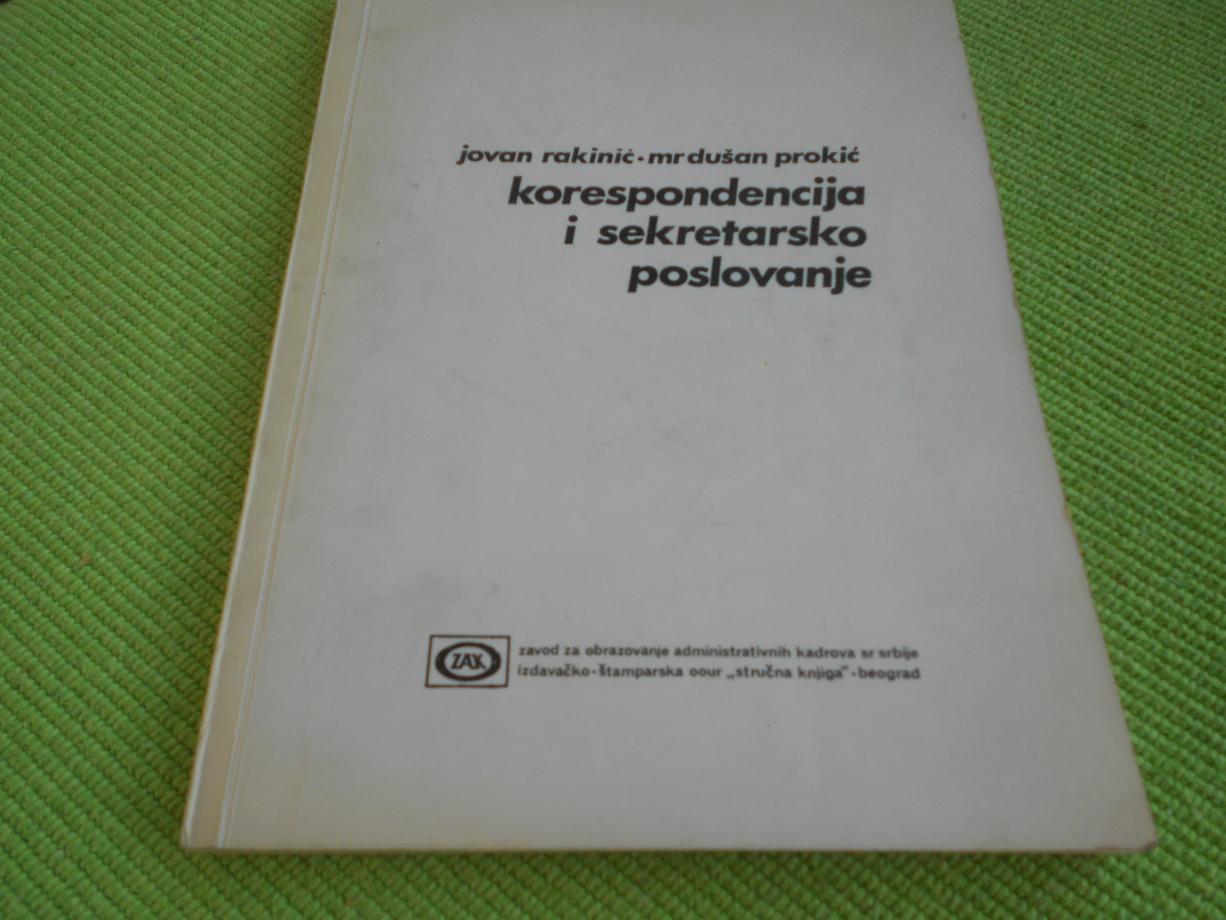 jovan rakinić • mr dušan prokić
korespondencija
i sekretarsko
poslovanje
ZAK
zavod za obrazovanje administrativnih kadrova sr srbije
izdavačko-štamparska oour „stručna knjiga" - beograd